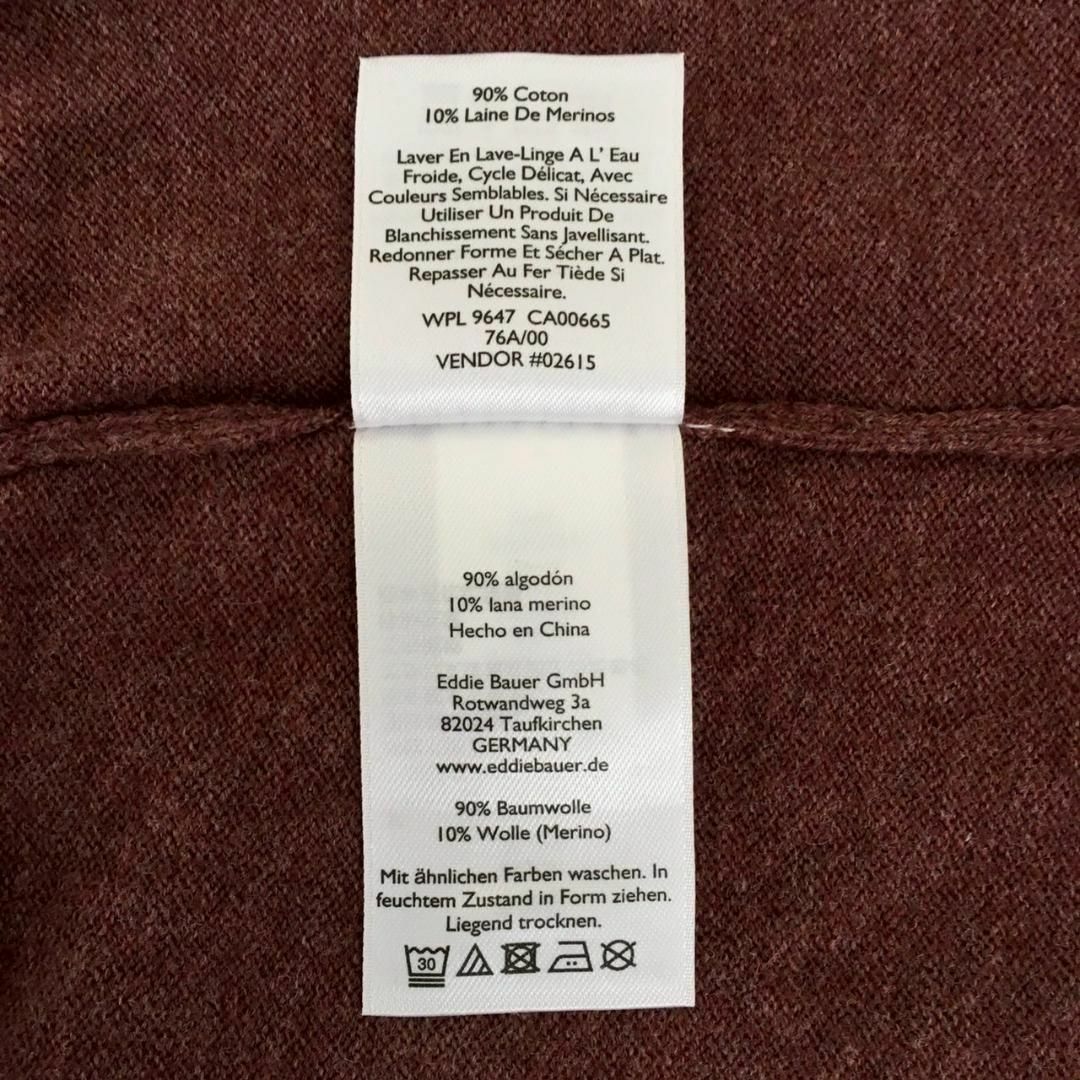 90% Coton
10% Laine De Merinos
Laver En Lave-Linge A L' Eau
Froide, Cycle Délicat, Avec
Couleurs Semblables. Si Nécessaire
Utiliser Un Produit De
Blanchissement Sans Javellisant.
Redonner Forme Et Sécher A Plat.
Repasser Au Fer Tiède Si
Nécessaire.
WPL 9647 CA00665
76A/00
VENDOR #02615
90% algodón
10% lana merino
Hecho en China
Eddie Bauer GmbH
Rotwandweg 3a
82024 Taufkirchen
GERMANY
www.eddiebauer.de
90% Baumwolle
10% Wolle (Merino)
Mit ähnlichen Farben waschen. In
feuchtem Zustand in Form ziehen.
Liegend trocknen.
30